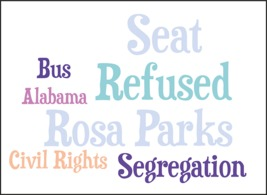 Seat
Bus
Refused
Alabama
Rosa Parks
Civil Rights
Segregation